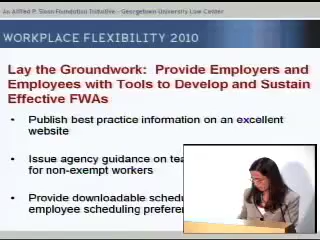 An Alfred P. Sloan Foundation Initiative - Georgetown University Law Center
WORKPLACE FLEXIBILITY 2010
Lay the Groundwork: Provide Employers and
Employees with Tools to Develop and Sustain
Effective FWAs
• Publish best practice information on an excellent
website
• Issue agency guidance on
for non-exempt workers
• Provide downloadable
employee scheduling